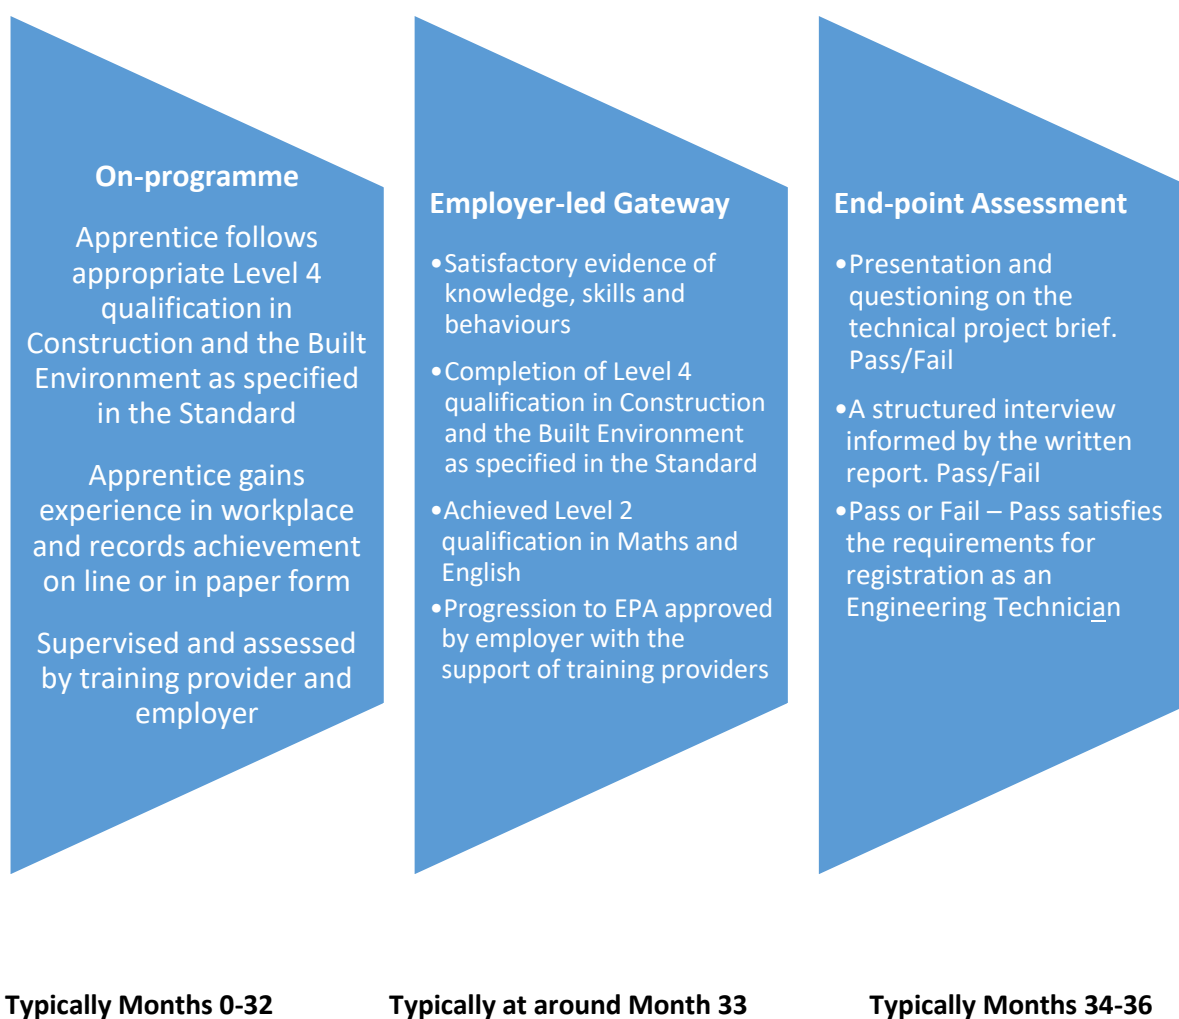 On-programme
Apprentice follows
appropriate Level 4
qualification in
Construction and the Built
Environment as specified
in the Standard
Apprentice gains
experience in workplace
and records achievement
on line or in paper form
Supervised and assessed
by training provider and
employer
Employer-led Gateway
•Satisfactory evidence of
knowledge, skills and
behaviours
•Completion of Level 4
qualification in Construction
and the Built Environment
as specified in the Standard
•Achieved Level 2
qualification in Maths and
English
•Progression to EPA approved
by employer with the
support of training providers
End-point Assessment
•Presentation and
questioning on the
technical project brief.
Pass/Fail
•A structured interview
informed by the written
report. Pass/Fail
•Pass or Fail – Pass satisfies
the requirements for
registration as an
Engineering Technician
Typically Months 0-32
Typically at around Month 33
Typically Months 34-36